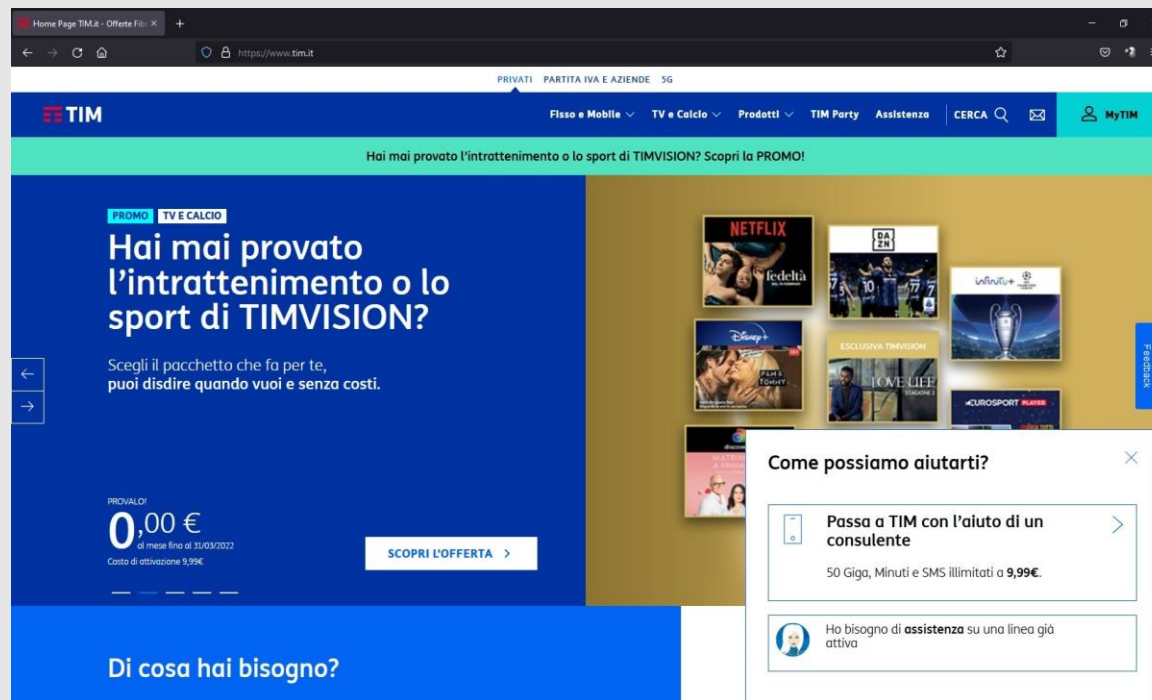 Home Page TIM.it - Offerte Fib
https://www.tim.it
PRIVATI PARTITA IVA E AZIENDE 5G
TIM
Fisso e Mobile TV e Calcio Prodotti TIM Party Assistenza CERCA MyTIM
Hai mai provato l'intrattenimento o lo sport di TIMVISION? Scopri la PROMO!
PROMO TV E CALCIO
Hai mai provato
l'intrattenimento o lo
sport di TIMVISION?
Scegli il pacchetto che fa per te,
puoi disdire quando vuoi e senza costi.
PROVALO!
0,00 €
al mese fino al 31/03/2022
Costo di attivazione 9,99€
SCOPRI L'OFFERTA
NETFLIX
fedeltà
DAZN
infinity+
Disney+
PAM &
TOMMY
ESCLUSIVA TIMVISION
LOVE LIFE
STAGIONE 2
EUROSPORT PLAYER
Feedback
Come possiamo aiutarti?
Passa a TIM con l'aiuto di un
consulente
50 Giga, Minuti e SMS illimitati a 9,99€.
Ho bisogno di assistenza su una linea già
attiva
Di cosa hai bisogno?